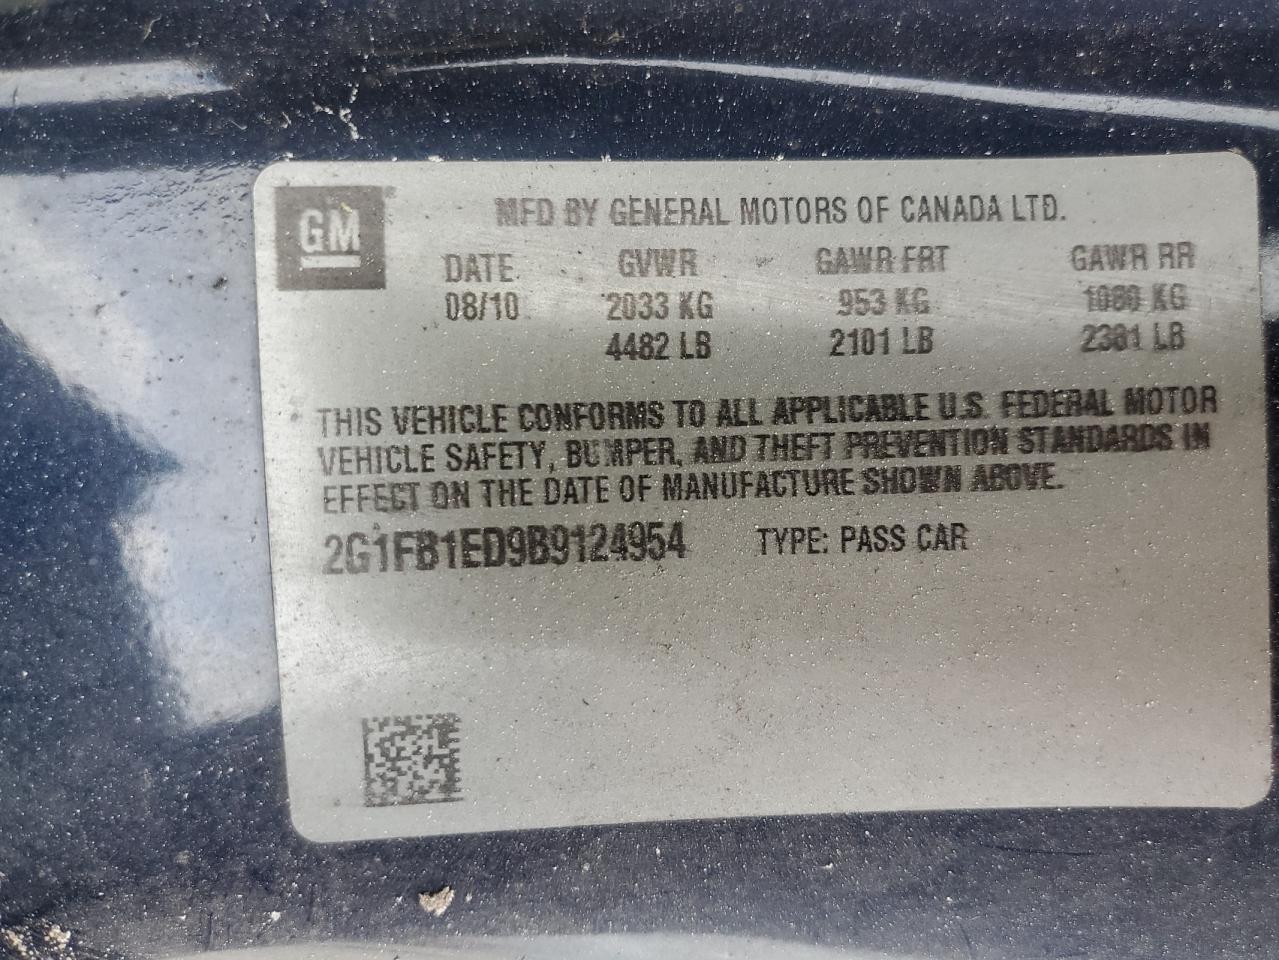 GM
MFD BY GENERAL MOTORS OF CANADA LTD.
DATE GVWR GAWR FRT GAWR RR
08/10 2033 KG 953 KG 1080 KG
4482 LB 2101 LB 2381 LB
THIS VEHICLE CONFORMS TO ALL APPLICABLE U.S. FEDERAL MOTOR
VEHICLE SAFETY, BUMPER, AND THEFT PREVENTION STANDARDS IN
EFFECT ON THE DATE OF MANUFACTURE SHOWN ABOVE.
2G1FB1ED9B9124954 TYPE: PASS CAR